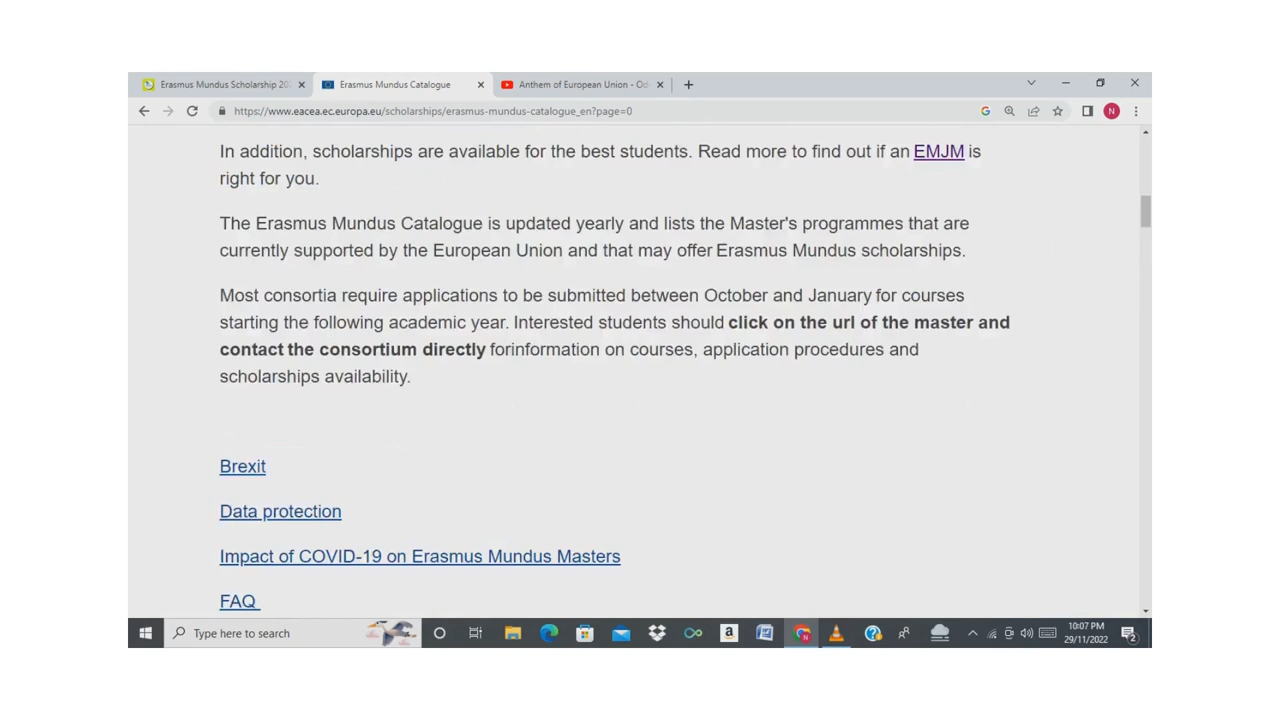 Erasmus Mundus Scholarship 202
Erasmus Mundus Catalogue
Anthem of European Union - Od
https://www.eacea.ec.europa.eu/scholarships/erasmus-mundus-catalogue_en?page=0
N
In addition, scholarships are available for the best students. Read more to find out if an EMJM is
right for you.
The Erasmus Mundus Catalogue is updated yearly and lists the Master's programmes that are
currently supported by the European Union and that may offer Erasmus Mundus scholarships.
Most consortia require applications to be submitted between October and January for courses
starting the following academic year. Interested students should click on the url of the master and
contact the consortium directly forinformation on courses, application procedures and
scholarships availability.
Brexit
Data protection
Impact of COVID-19 on Erasmus Mundus Masters
FAQ
Type here to search
10:07 PM
29/11/2022
2